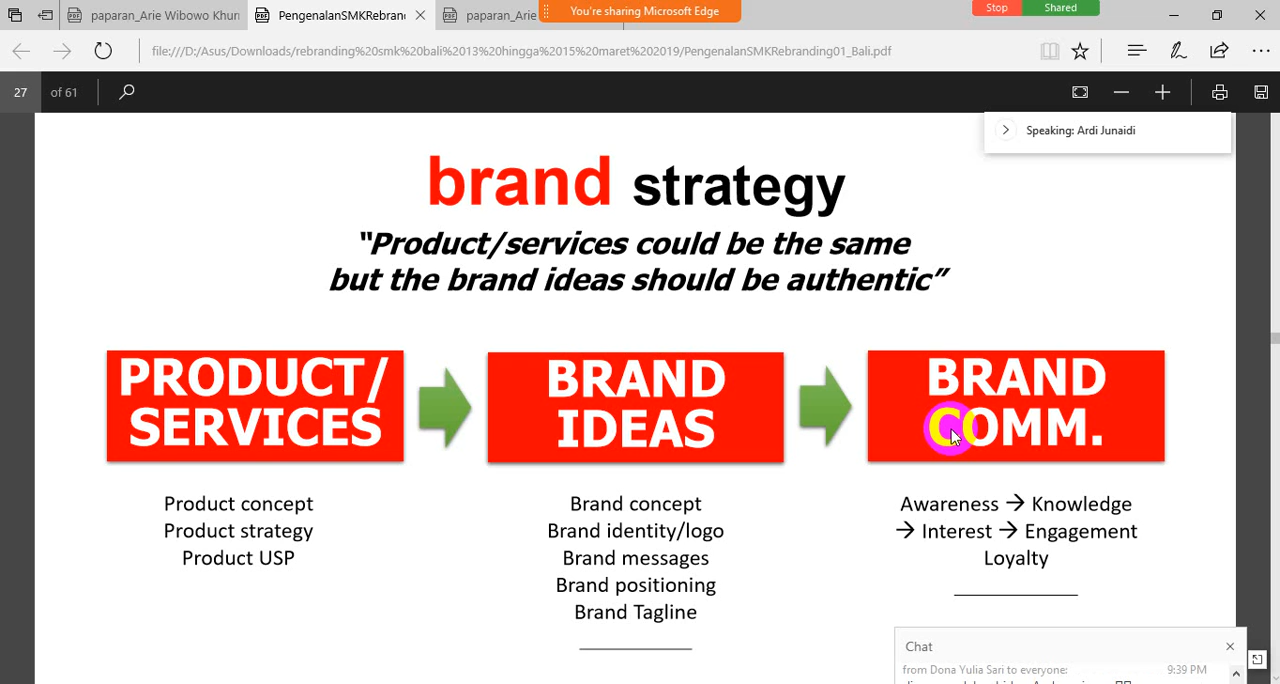 paparan_Arie Wibowo Khuri
PengenalanSMKRebran
paparan_Arie
You're sharing Microsoft Edge
Stop
Shared
file:///D:/Asus/Downloads/rebranding%20smk%20bali%2013%20hingga%2015%20maret%202019/PengenalanSMKRebranding01_Bali.pdf
27 of 61
Speaking: Ardi Junaidi
brand strategy
“Product/services could be the same
but the brand ideas should be authentic”
PRODUCT/
SERVICES
Product concept
Product strategy
Product USP
BRAND
IDEAS
Brand concept
Brand identity/logo
Brand messages
Brand positioning
Brand Tagline
BRAND
COMM.
Awareness → Knowledge
→ Interest → Engagement
Loyalty
Chat
from Dona Yulia Sari to everyone:
9:39 PM